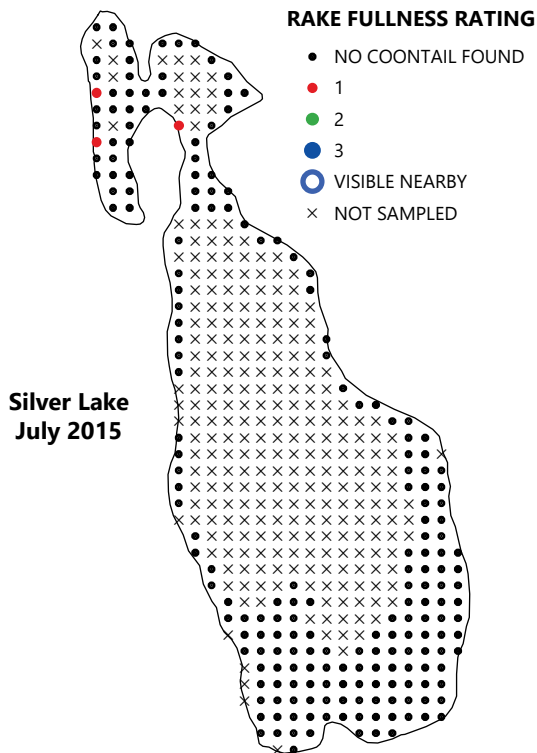 RAKE FULLNESS RATING
NO COONTAIL FOUND
1
2
3
VISIBLE NEARBY
NOT SAMPLED
Silver Lake
July 2015